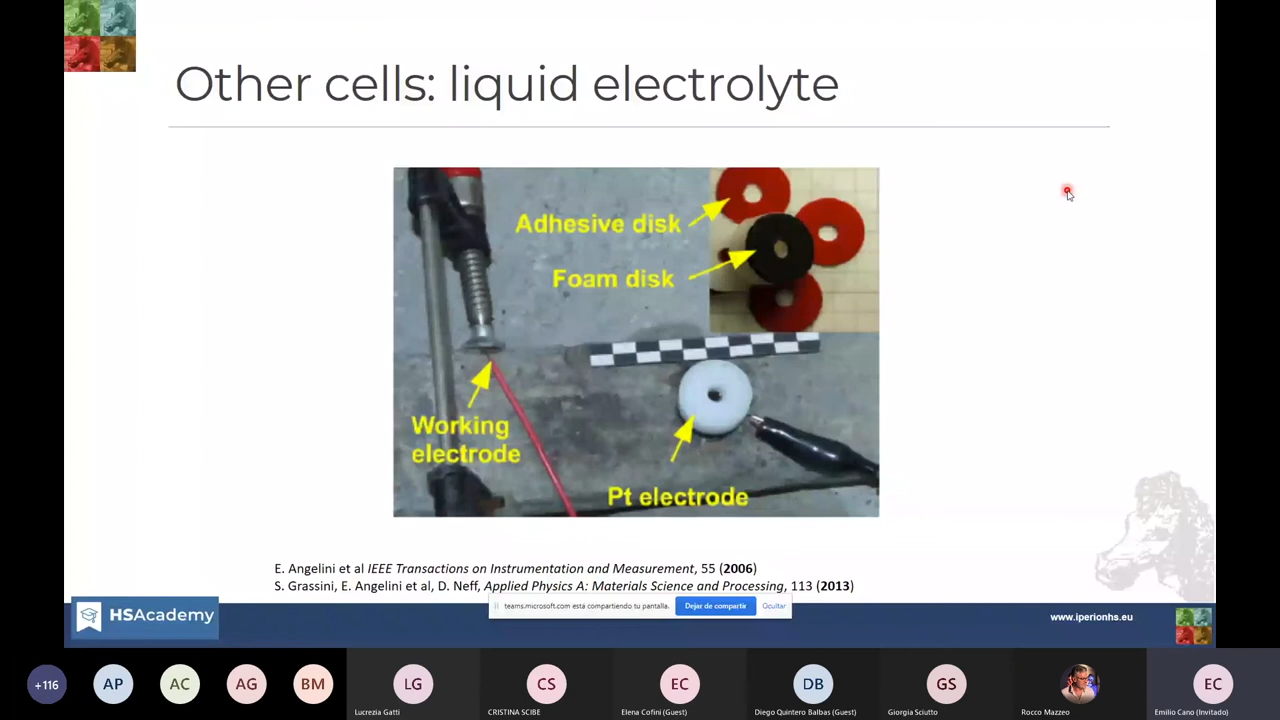 Other cells: liquid electrolyte
Adhesive disk
Foam disk
Working
electrode
Pt electrode
E. Angelini et al IEEE Transactions on Instrumentation and Measurement, 55 (2006)
S. Grassini, E. Angelini et al, D. Neff, Applied Physics A: Materials Science and Processing, 113 (2013)
teams.microsoft.com está compartiendo tu pantalla.
Dejar de compartir
Ocultar
HSAcademy
www.iperionhs.eu
+116
AP
AC
AG
BM
LG
CS
EC
DB
GS
EC
Lucrezia Gatti
CRISTINA SCIBE
Elena Cofini (Guest)
Diego Quintero Balbas (Guest)
Giorgia Sciutto
Rocco Mazzeo
Emilio Cano (Invitado)